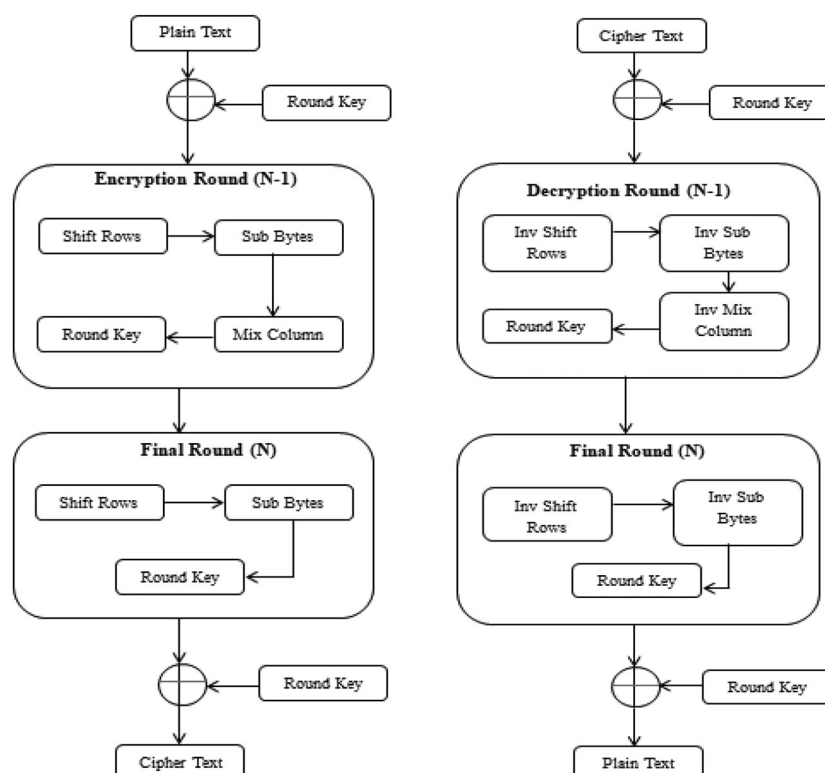 Plain Text
Round Key
Encryption Round (N-1)
Shift Rows
Sub Bytes
Round Key
Mix Column
Final Round (N)
Shift Rows
Sub Bytes
Round Key
Round Key
Cipher Text
Cipher Text
Round Key
Decryption Round (N-1)
Inv Shift
Rows
Inv Sub
Bytes
Round Key
Inv Mix
Column
Final Round (N)
Inv Shift
Rows
Inv Sub
Bytes
Round Key
Round Key
Plain Text